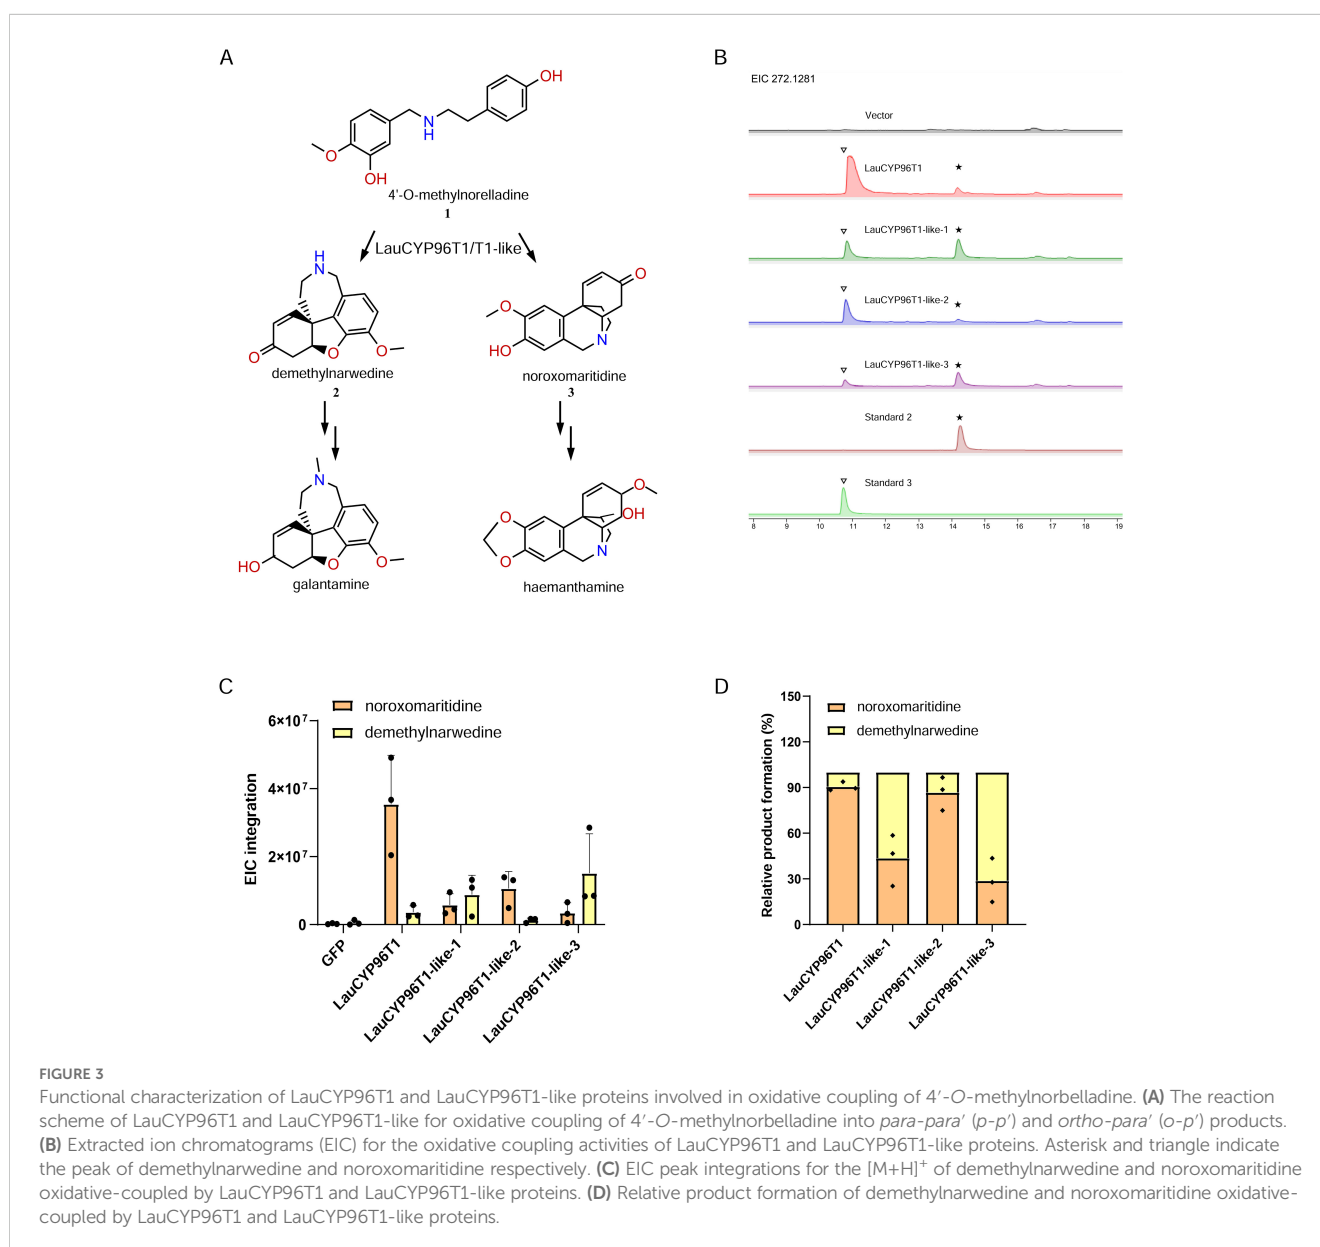 A
OH
N
H
O
OH
4'-O-methylnorelladine
1
LauCYP96T1/T1-like
H
N
O
O
O
demethylnarwedine
2
O
O
HO
N
noroxomaritidine
3
N
HO
O
O
galantamine
O
OH
O
O
N
haemanthamine
B
EIC 272.1281
Vector
LauCYP96T1
LauCYP96T1-like-1
LauCYP96T1-like-2
LauCYP96T1-like-3
Standard 2
Standard 3
8 9 10 11 12 13 14 15 16 17 18 19
C
noroxomaritidine
demethylnarwedine
EIC integration
6×10⁷
4×10⁷
2×10⁷
0
GFP
LauCYP96T1
LauCYP96T1-like-1
LauCYP96T1-like-2
LauCYP96T1-like-3
D
noroxomaritidine
demethylnarwedine
Relative product formation (%)
150
120
90
60
30
0
LauCYP96T1
LauCYP96T1-like-1
LauCYP96T1-like-2
LauCYP96T1-like-3
FIGURE 3
Functional characterization of LauCYP96T1 and LauCYP96T1-like proteins involved in oxidative coupling of 4′-O-methylnorbelladine. (A) The reaction
scheme of LauCYP96T1 and LauCYP96T1-like for oxidative coupling of 4′-O-methylnorbelladine into para-para′ (p-p′) and ortho-para′ (o-p′) products.
(B) Extracted ion chromatograms (EIC) for the oxidative coupling activities of LauCYP96T1 and LauCYP96T1-like proteins. Asterisk and triangle indicate
the peak of demethylnarwedine and noroxomaritidine respectively. (C) EIC peak integrations for the [M+H]⁺ of demethylnarwedine and noroxomaritidine
oxidative-coupled by LauCYP96T1 and LauCYP96T1-like proteins. (D) Relative product formation of demethylnarwedine and noroxomaritidine oxidative-
coupled by LauCYP96T1 and LauCYP96T1-like proteins.